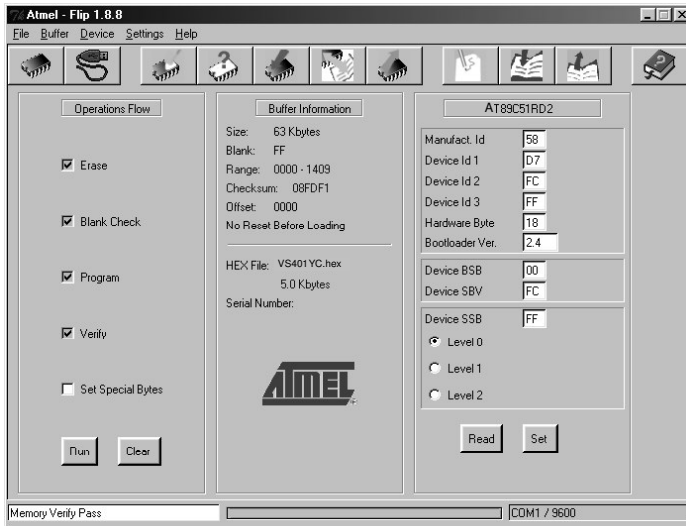 Atmel - Flip 1.8.8
File Buffer Device Settings Help
Operations Flow
Erase
Blank Check
Program
Verify
Set Special Bytes
Run Clear
Buffer Information
Size: 63 Kbytes
Blank: FF
Range: 0000 - 1409
Checksum: 08FDF1
Offset: 0000
No Reset Before Loading
HEX File: VS401YC.hex
5.0 Kbytes
Serial Number:
ATMEL
AT89C51RD2
Manufact. Id 58
Device Id 1 D7
Device Id 2 FC
Device Id 3 FF
Hardware Byte 18
Bootloader Ver. 2.4
Device BSB 00
Device SBV FC
Device SSB FF
Level 0
Level 1
Level 2
Read Set
Memory Verify Pass
COM1 / 9600